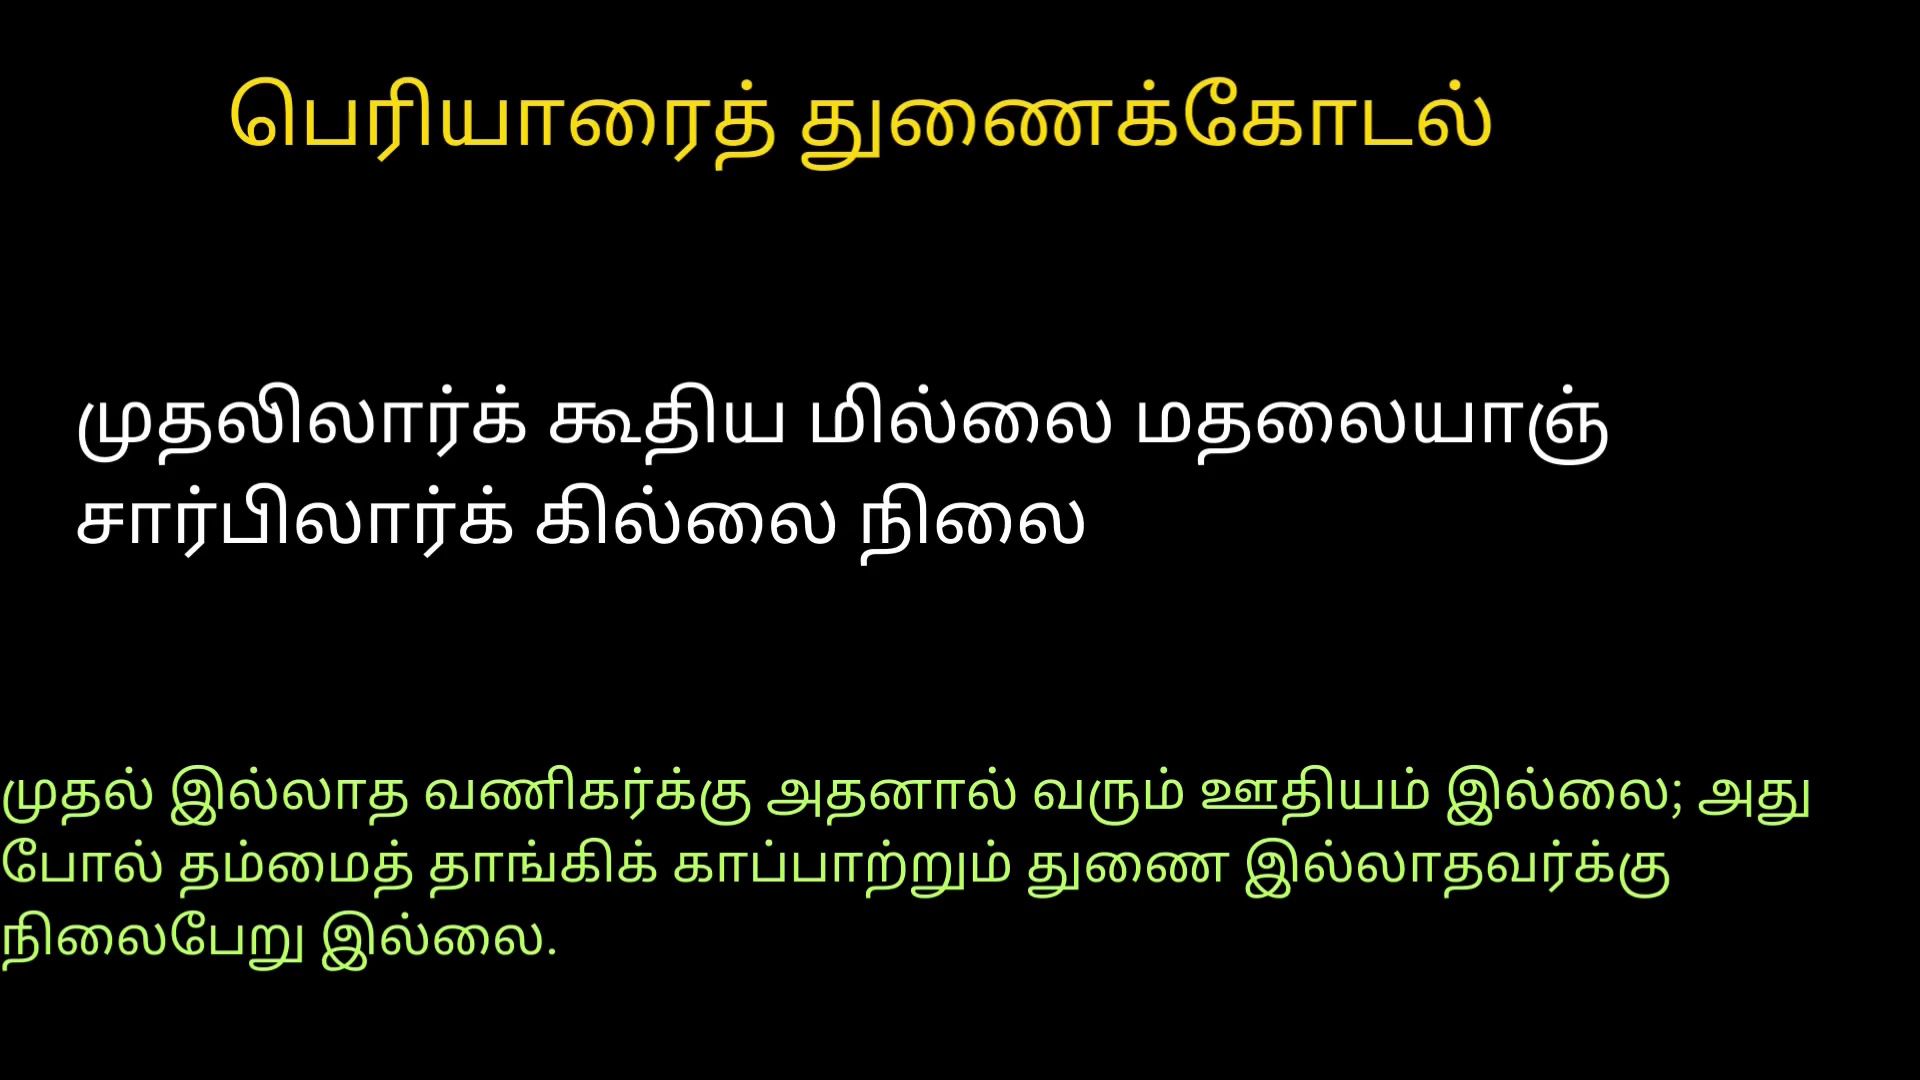 பெரியாரைத் துணைக்கோடல்
முதலிலார்க் கூதிய மில்லை மதலையாஞ்
சார்பிலார்க் கில்லை நிலை
முதல் இல்லாத வணிகர்க்கு அதனால் வரும் ஊதியம் இல்லை; அது
போல் தம்மைத் தாங்கிக் காப்பாற்றும் துணை இல்லாதவர்க்கு
நிலைபேறு இல்லை.